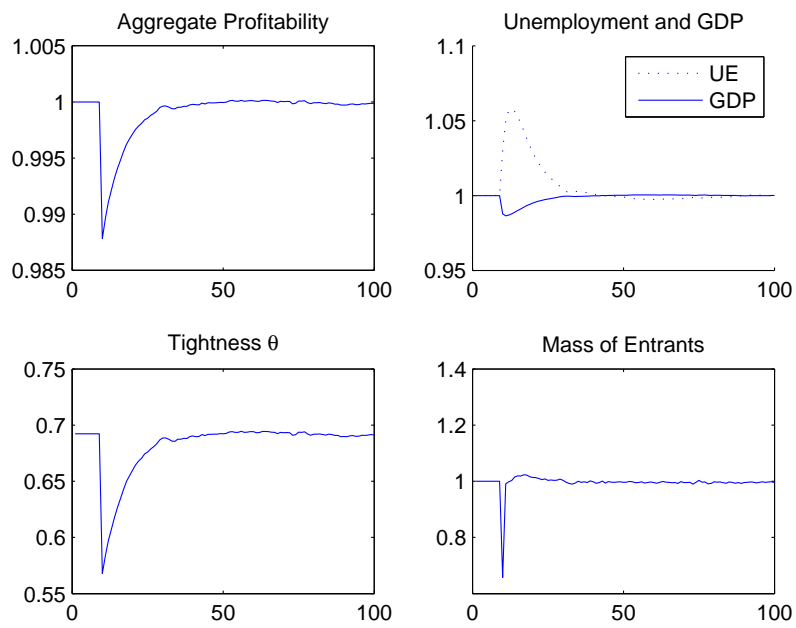 Aggregate Profitability
1.005
1
0.995
0.99
0.985
0 50 100
Unemployment and GDP
1.1
1.05
1
0.95
0 50 100
UE
GDP
Tightness θ
0.75
0.7
0.65
0.6
0.55
0 50 100
Mass of Entrants
1.4
1.2
1
0.8
0 50 100